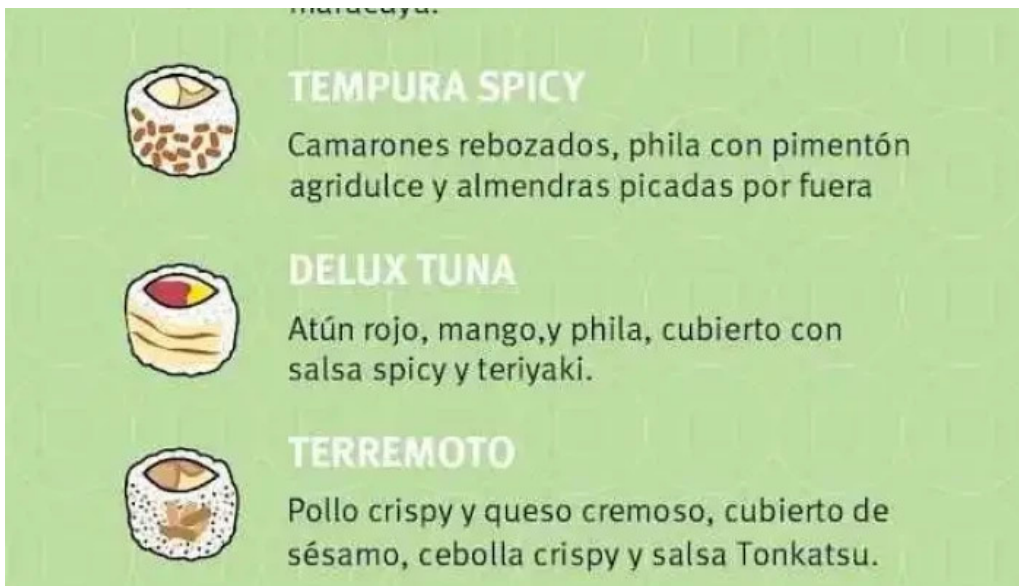 maracuyá.
TEMPURA SPICY
Camarones rebozados, phila con pimentón
agridulce y almendras picadas por fuera
DELUX TUNA
Atún rojo, mango,y phila, cubierto con
salsa spicy y teriyaki.
TERREMOTO
Pollo crispy y queso cremoso, cubierto de
sésamo, cebolla crispy y salsa Tonkatsu.